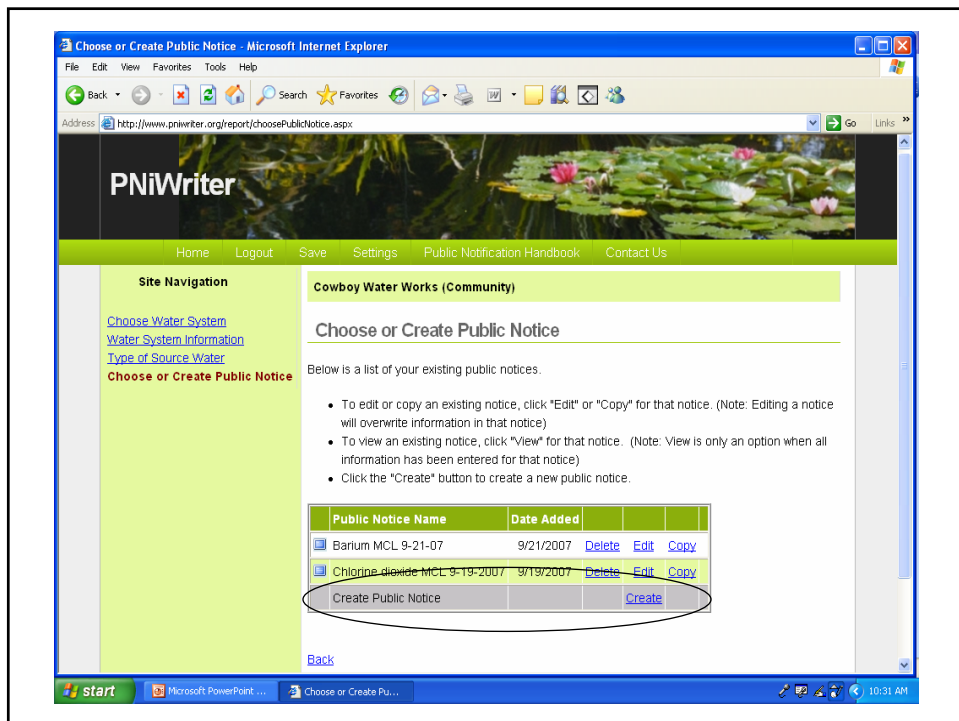 Choose or Create Public Notice - Microsoft Internet Explorer
File Edit View Favorites Tools Help
Back Search Favorites
Address http://www.pniwriter.org/report/choosePublicNotice.aspx Go Links »
PNiWriter
Home Logout Save Settings Public Notification Handbook Contact Us
Site Navigation
Choose Water System
Water System Information
Type of Source Water
Choose or Create Public Notice
Cowboy Water Works (Community)
Choose or Create Public Notice
Below is a list of your existing public notices.
• To edit or copy an existing notice, click "Edit" or "Copy" for that notice. (Note: Editing a notice
will overwrite information in that notice)
• To view an existing notice, click "View" for that notice. (Note: View is only an option when all
information has been entered for that notice)
• Click the "Create" button to create a new public notice.
Public Notice Name Date Added
Barium MCL 9-21-07 9/21/2007 Delete Edit Copy
Chlorine dioxide MCL 9-19-2007 9/19/2007 Delete Edit Copy
Create Public Notice Create
Back
start Microsoft PowerPoint ... Choose or Create Pu... 10:31 AM